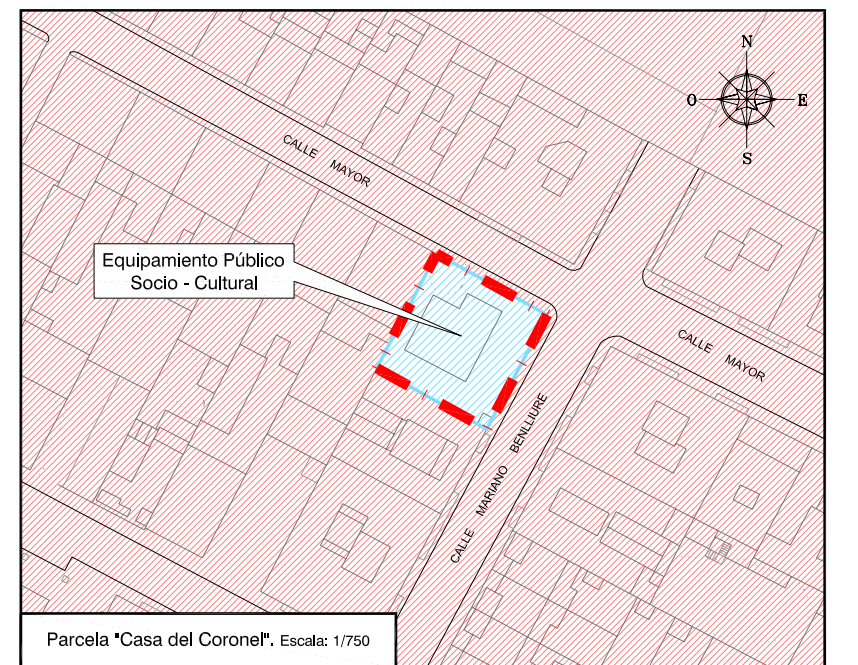 N
O
E
S
CALLE MAYOR
Equipamiento Público
Socio - Cultural
CALLE MAYOR
CALLE MARIANO BENLLIURE
Parcela "Casa del Coronel". Escala: 1/750